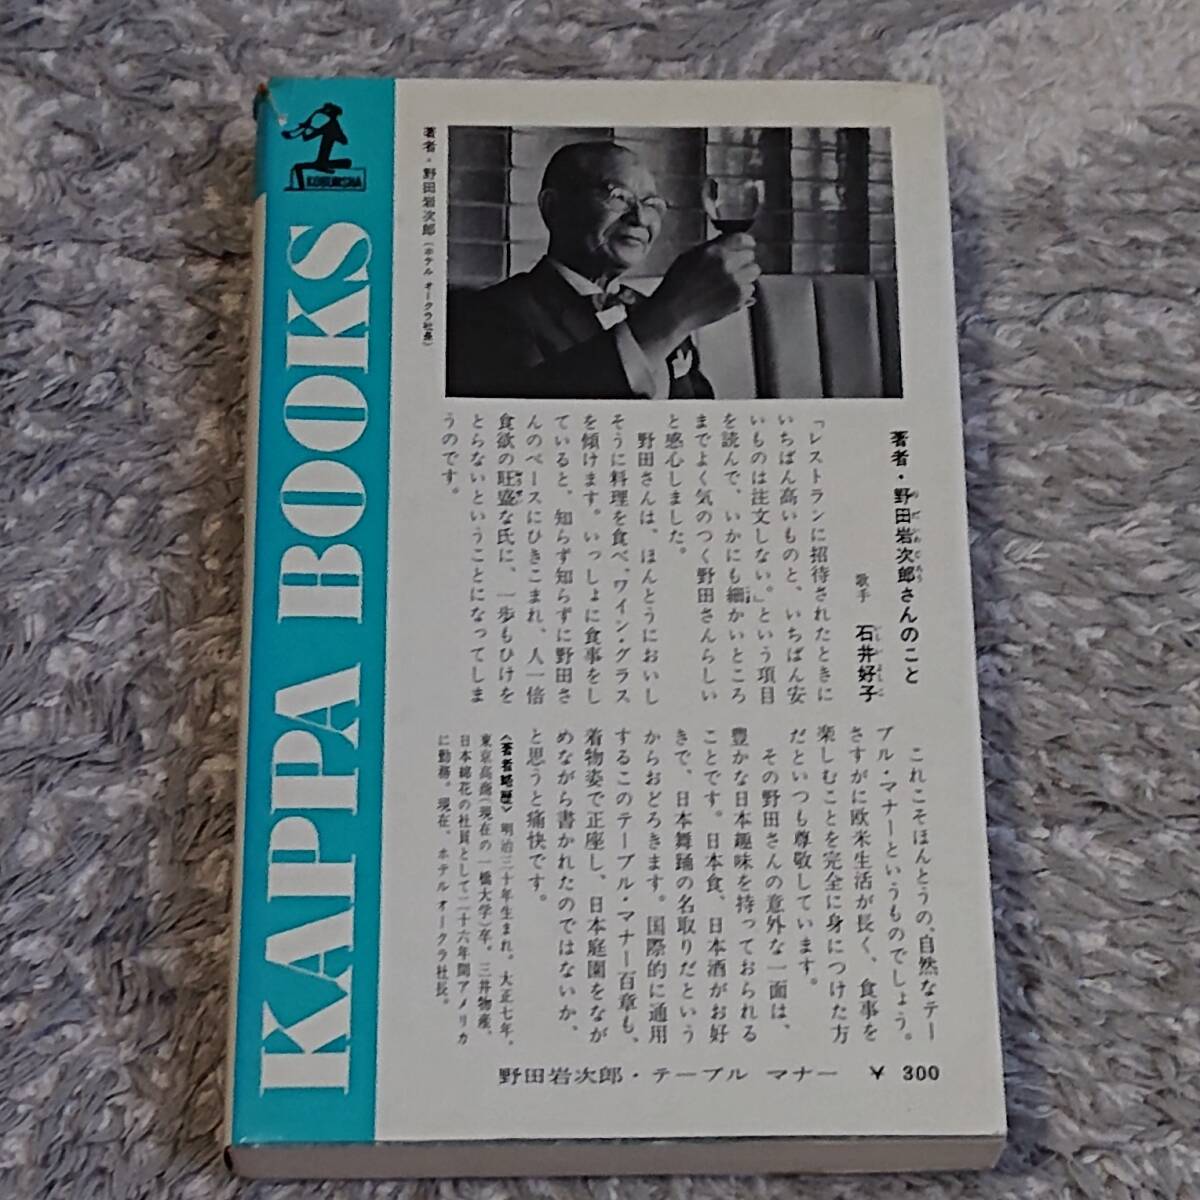 KOBUNSHA
KAPPA BOOKS
著者・野田岩次郎（ホテル オークラ社長）
著者・野田岩次郎さんのこと
歌手 石井好子
「レストランに招待されたときに
いちばん高いものと、いちばん安
いものは注文しない。」という項目
を読んで、いかにも細かいところ
までよく気のつく野田さんらしい
と感心しました。
野田さんは、ほんとうにおいし
そうに料理を食べ、ワイン・グラス
を傾けます。いっしょに食事をし
ていると、知らず知らずに野田さ
んのペースにひきこまれ、人一倍
食欲の旺盛な氏に、一歩もひけを
とらないということになってしま
うのです。
これこそほんとうの、自然なテー
ブル・マナーというものでしょう。
さすがに欧米生活が長く、食事を
楽しむことを完全に身につけた方
だといつも尊敬しています。
その野田さんの意外な一面は、
豊かな日本趣味を持っておられる
ことです。日本食、日本酒がお好
きで、日本舞踊の名取りだという
からおどろきます。国際的に通用
するこのテーブル・マナー百章も、
着物姿で正座し、日本庭園をなが
めながら書かれたのではないか、
と思うと痛快です。
〈著者略歴〉明治三十年生まれ。大正七年、
東京高商（現在の一橋大学）卒。三井物産、
日本綿花の社員として二十六年間アメリカ
に勤務。現在、ホテルオークラ社長。
野田岩次郎・テーブル マナー ￥ 300